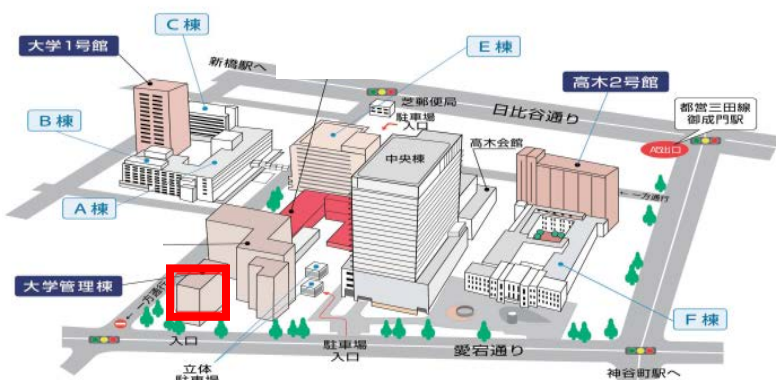 C棟
大学1号館
E棟
新橋駅へ
高木2号館
芝郵便局
日比谷通り
駐車場
入口
都営三田線
御成門駅
B棟
中央棟
高木会館
A5出口
一方通行
A棟
大学管理棟
一方通行
F棟
入口
立体
駐車場
駐車場
入口
愛宕通り
神谷町駅へ